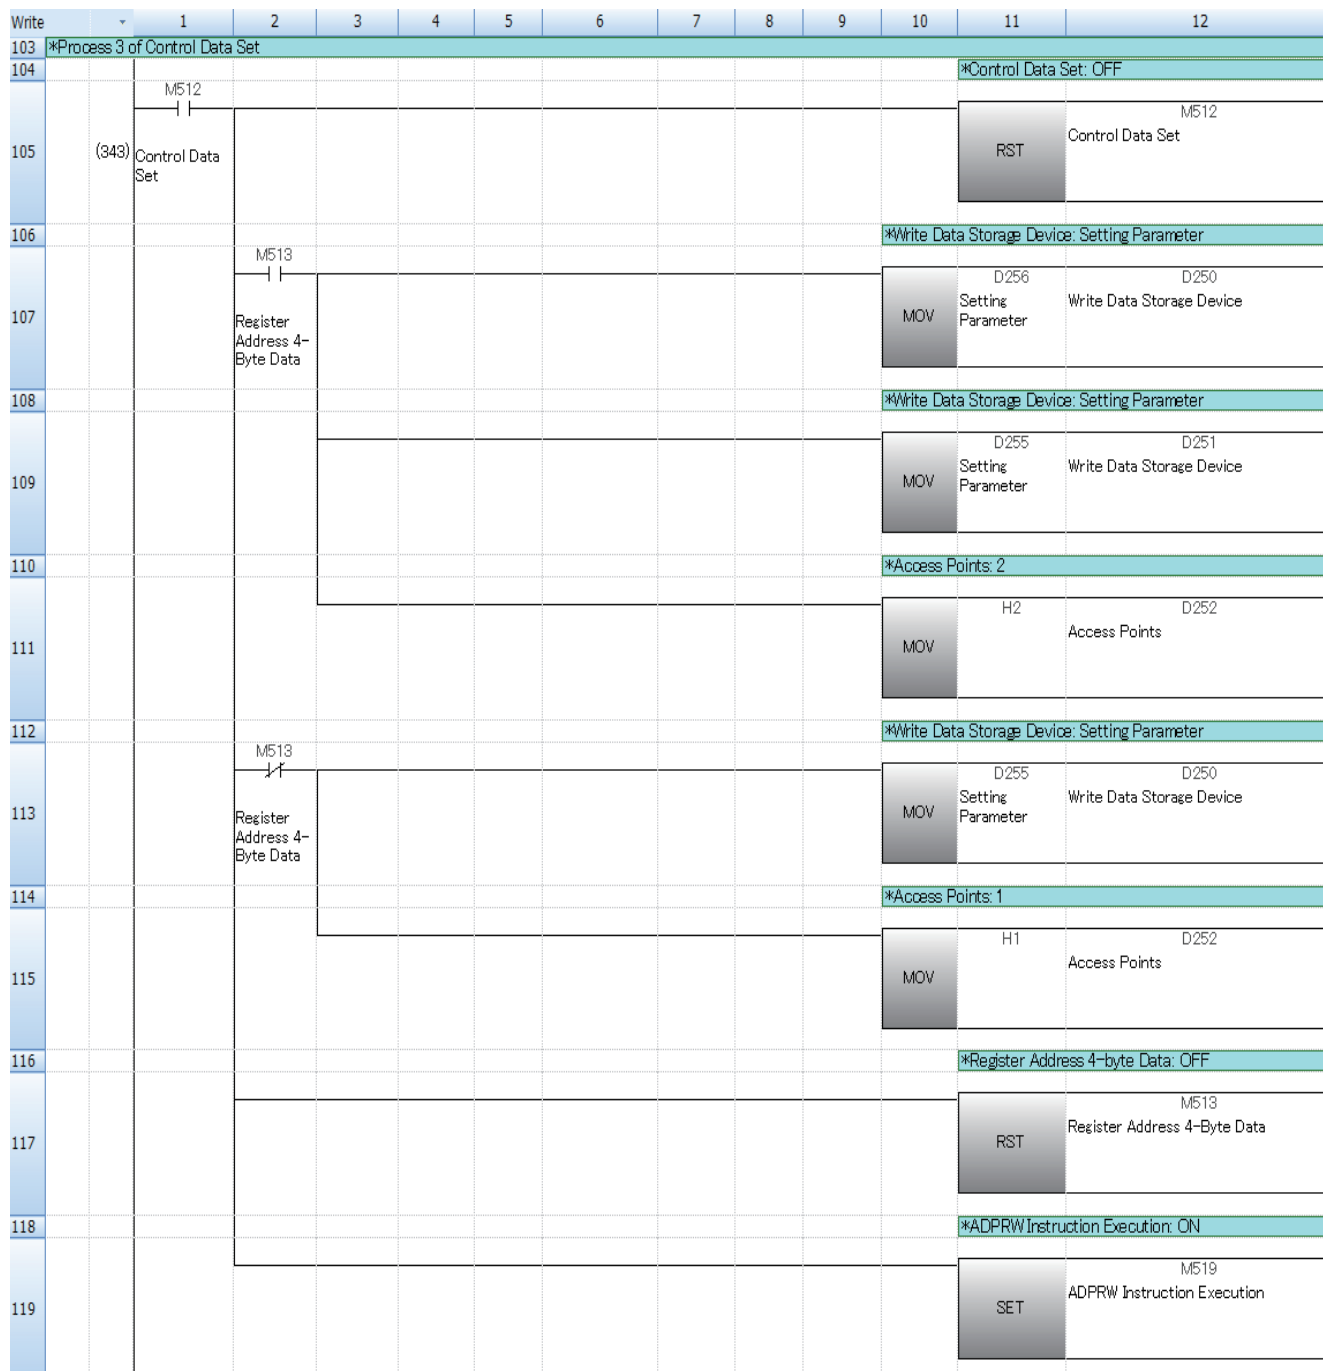 Write 1 2 3 4 5 6 7 8 9 10 11 12
103 *Process 3 of Control Data Set
104 *Control Data Set: OFF
M512 M512
105 (343) Control Data RST Control Data Set
Set
106 *Write Data Storage Device: Setting Parameter
M513 D256 D250
107 Register MOV Setting Write Data Storage Device
Address 4- Parameter
Byte Data
108 *Write Data Storage Device: Setting Parameter
D255 D251
109 MOV Setting Write Data Storage Device
Parameter
110 *Access Points: 2
H2 D252
111 MOV Access Points
112 *Write Data Storage Device: Setting Parameter
M513 D255 D250
113 Register MOV Setting Write Data Storage Device
Address 4- Parameter
Byte Data
114 *Access Points: 1
H1 D252
115 MOV Access Points
116 *Register Address 4-byte Data: OFF
M513
117 RST Register Address 4-Byte Data
118 *ADPRW Instruction Execution: ON
M519
119 SET ADPRW Instruction Execution